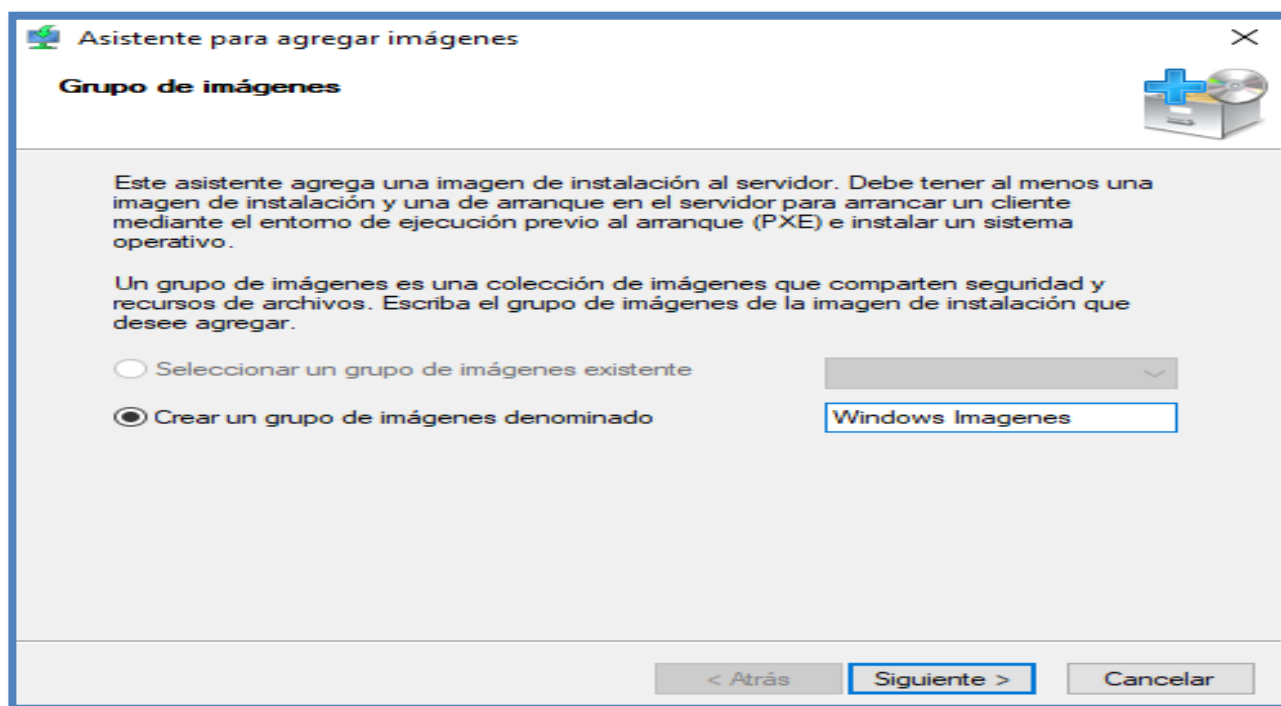 Asistente para agregar imágenes
Grupo de imágenes
Este asistente agrega una imagen de instalación al servidor. Debe tener al menos una
imagen de instalación y una de arranque en el servidor para arrancar un cliente
mediante el entorno de ejecución previo al arranque (PXE) e instalar un sistema
operativo.
Un grupo de imágenes es una colección de imágenes que comparten seguridad y
recursos de archivos. Escriba el grupo de imágenes de la imagen de instalación que
desee agregar.
Seleccionar un grupo de imágenes existente
Crear un grupo de imágenes denominado Windows Imagenes
< Atrás Siguiente > Cancelar